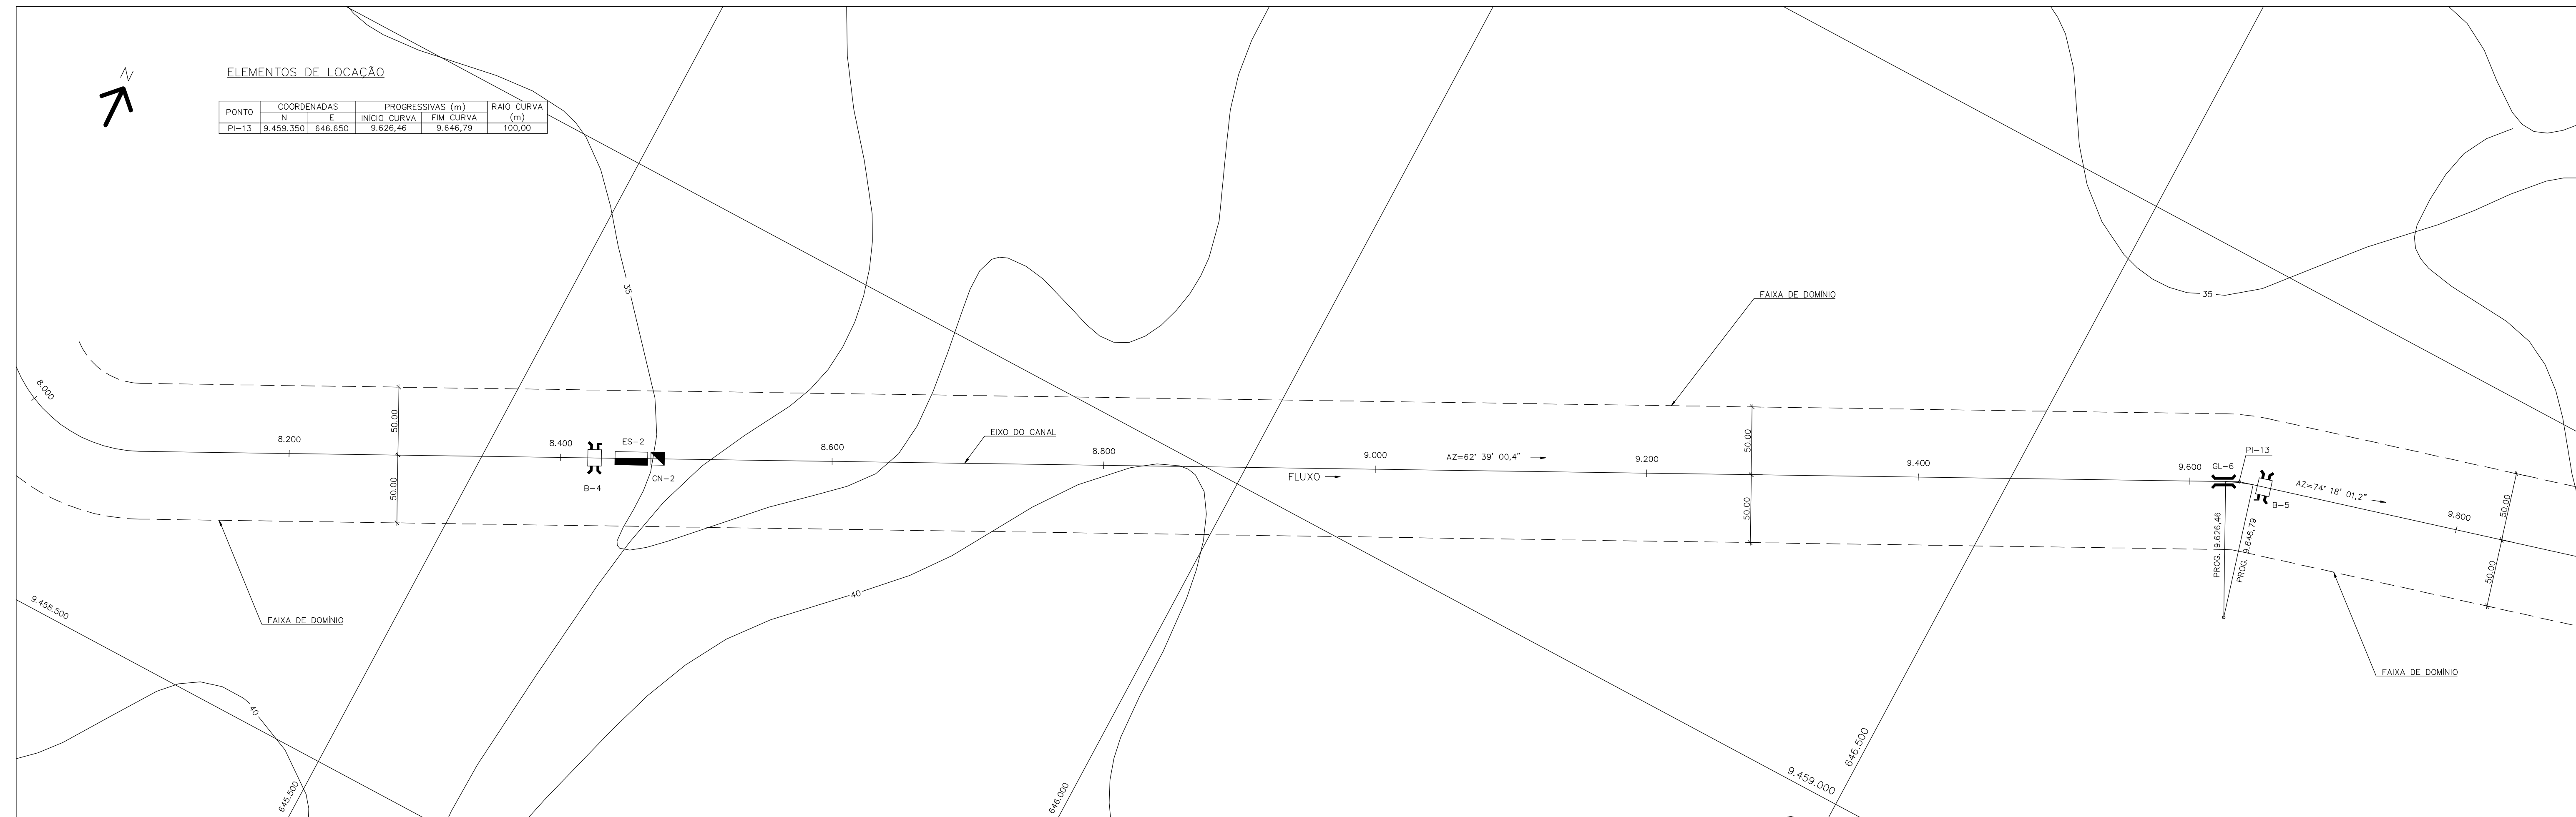 N
ELEMENTOS DE LOCAÇÃO
PONTO COORDENADAS PROGRESSIVAS (m) RAIO CURVA (m)
N E INÍCIO CURVA FIM CURVA
PI-13 9.459.350 646.650 9.626,46 9.646,79 100,00
35
35
FAIXA DE DOMÍNIO
8.000
50.00
50.00
8.200
8.400
ES-2
B-4
CN-2
8.600
EIXO DO CANAL
8.800
9.000
FLUXO
AZ=62° 39' 00,4"
9.200
50.00
50.00
9.400
9.600
GL-6
PI-13
B-5
AZ=74° 18' 01,2"
9.800
50,00
50,00
PROG. 9.626,46
PROG. 9.646,79
9.458.500
FAIXA DE DOMÍNIO
40
FAIXA DE DOMÍNIO
40
645.500
646.000
9.459.000
646.500